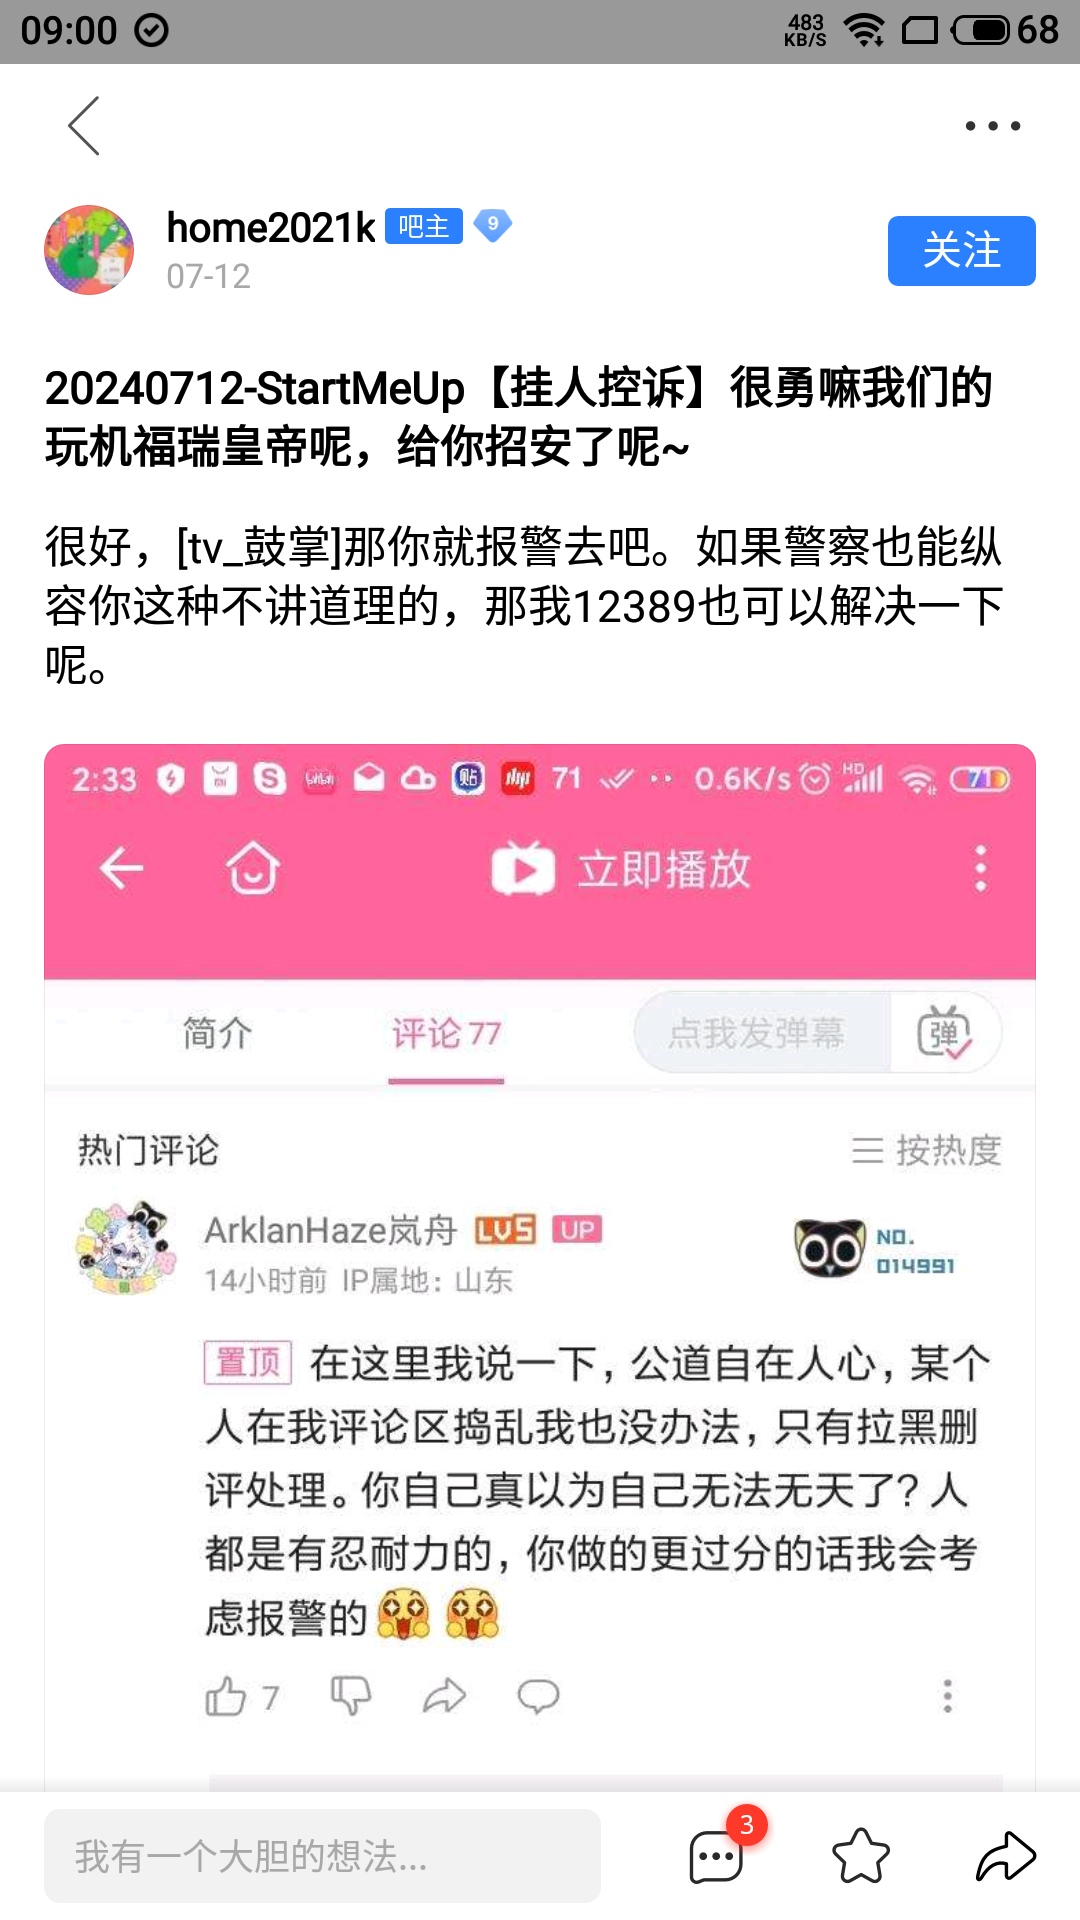 09:00 483 KB/S 68
home2021k 吧主 9
07-12
关注
20240712-StartMeUp【挂人控诉】很勇嘛我们的
玩机福瑞皇帝呢，给你招安了呢~
很好，[tv_鼓掌]那你就报警去吧。如果警察也能纵
容你这种不讲道理的，那我12389也可以解决一下
呢。
2:33 71 0.6K/s HD 71
立即播放
简介 评论 77 点我发弹幕 弹
热门评论 按热度
ArklanHaze岚舟 LV5 UP NO.
14小时前 IP属地：山东 014991
置顶 在这里我说一下，公道自在人心，某个
人在我评论区捣乱我也没办法，只有拉黑删
评处理。你自己真以为自己无法无天了？人
都是有忍耐力的，你做的更过分的话我会考
虑报警的
7
我有一个大胆的想法... 3